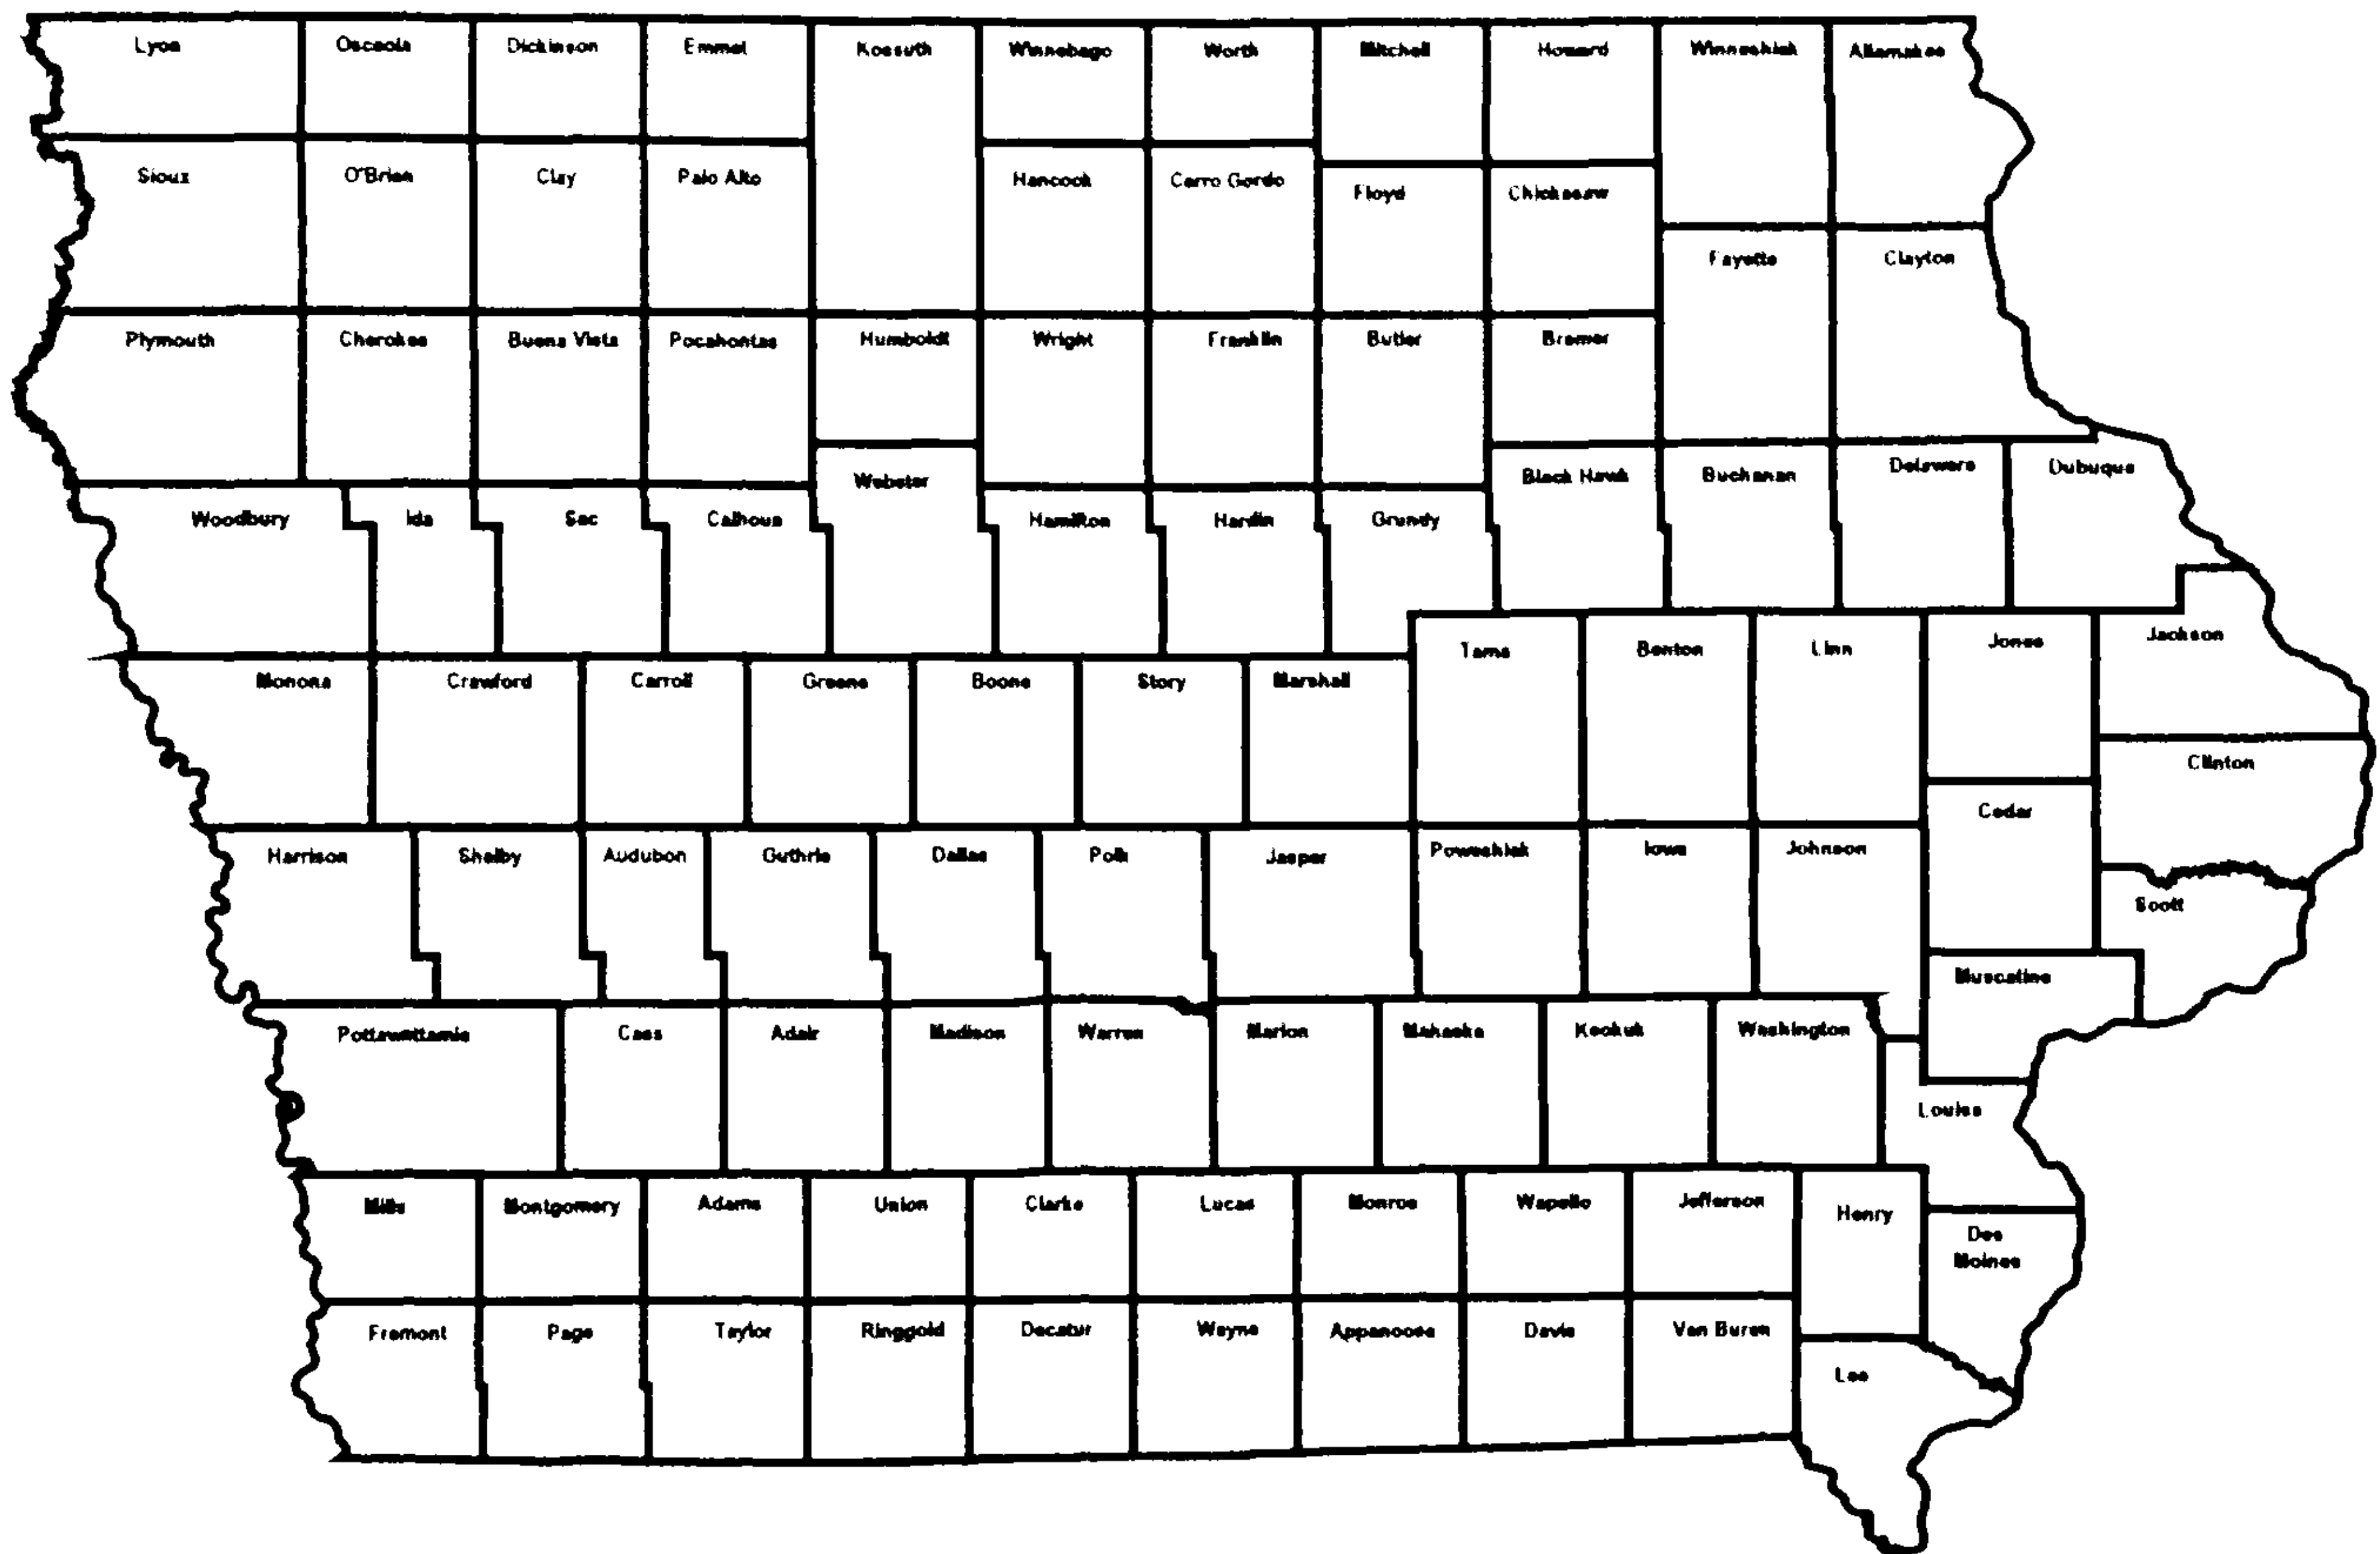 Lyon Osceola Dickinson Emmet Kossuth Winnebago Worth Mitchell Howard Winneshiek Allamakee
Sioux O'Brien Clay Palo Alto Hancock Cerro Gordo Floyd Chickasaw
Fayette Clayton
Plymouth Cherokee Buena Vista Pocahontas Humboldt Wright Franklin Butler Bremer
Webster Black Hawk Buchanan Delaware Dubuque
Woodbury Ida Sac Calhoun Hamilton Hardin Grundy
Tama Benton Linn Jones Jackson
Monona Crawford Carroll Greene Boone Story Marshall
Clinton
Cedar
Harrison Shelby Audubon Guthrie Dallas Polk Jasper Poweshiek Iowa Johnson
Scott
Muscatine
Pottawattamie Cass Adair Madison Warren Marion Mahaska Keokuk Washington
Louisa
Mills Montgomery Adams Union Clarke Lucas Monroe Wapello Jefferson Henry
Des
Moines
Fremont Page Taylor Ringgold Decatur Wayne Appanoose Davis Van Buren
Lee